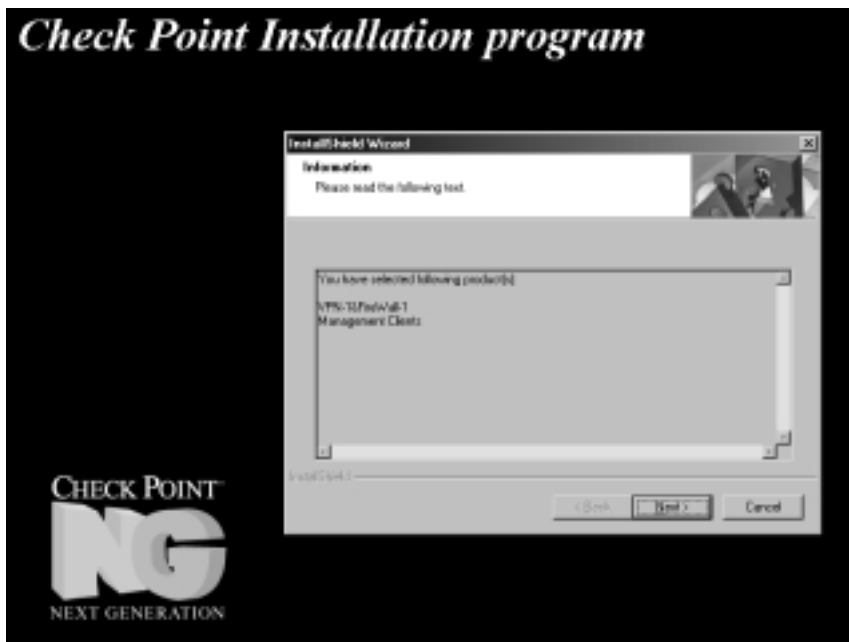 Check Point Installation program
InstallShield Wizard
Information
Please read the following text.
You have selected following product(s)
VPN-1&FireWall-1
Management Clients
InstallShield
< Back
Next >
Cancel
CHECK POINT
NG
NEXT GENERATION